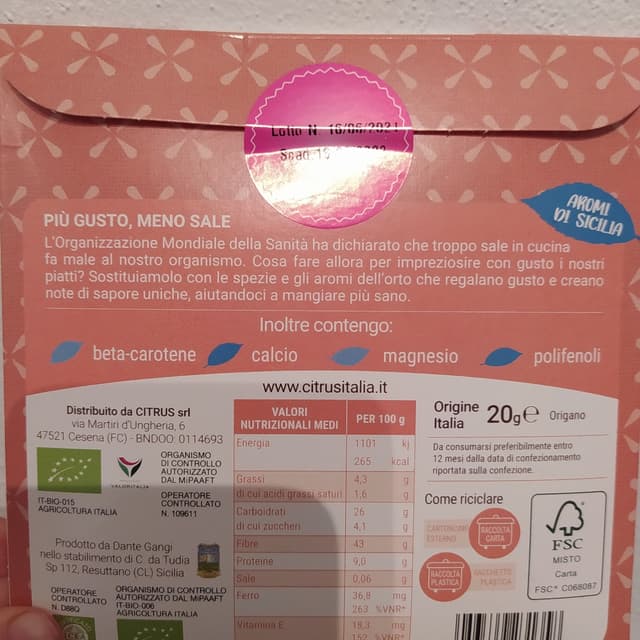 Lotto N 16/06/2021
Scad.
AROMI
DI SICILIA
PIÙ GUSTO, MENO SALE
L'Organizzazione Mondiale della Sanità ha dichiarato che troppo sale in cucina
fa male al nostro organismo. Cosa fare allora per impreziosire con gusto i nostri
piatti? Sostituiamolo con le spezie e gli aromi dell'orto che regalano gusto e creano
note di sapore uniche, aiutandoci a mangiare più sano.
Inoltre contengo:
beta-carotene calcio magnesio polifenoli
www.citrusitalia.it
Distribuito da CITRUS srl
via Martiri d'Ungheria, 6
47521 Cesena (FC) - BNDOO: 0114693
VALORITALIA
ORGANISMO
DI CONTROLLO
AUTORIZZATO
DAL MiPAAFT
IT-BIO-015
AGRICOLTURA ITALIA
OPERATORE
CONTROLLATO
N. 109611
Prodotto da Dante Gangi
nello stabilimento di C. da Tudia
Sp 112, Resuttano (CL) Sicilia
OPERATORE
CONTROLLATO
N. D88Q
ORGANISMO DI CONTROLLO
AUTORIZZATO DAL MiPAAFT
IT-BIO-006
AGRICOLTURA ITALIA
VALORI
NUTRIZIONALI MEDI PER 100 g
Energia 1101 kj
265 kcal
Grassi 4,3 g
di cui acidi grassi saturi 1,6 g
Carboidrati 26 g
di cui zuccheri 4,1 g
Fibre 43 g
Proteine 9,0 g
Sale 0,06 g
Ferro 36,8 mg
263 %VNR*
Vitamina E 18,3 mg
152 %VNR*
Origine
Italia
20g e Origano
Da consumarsi preferibilmente entro
12 mesi dalla data di confezionamento
riportata sulla confezione.
Come riciclare
CARTONCINO
ESTERNO
RACCOLTA
CARTA
RACCOLTA
PLASTICA
SACCHETTO
PLASTICA
FSC
MISTO
Carta
FSC® C068087